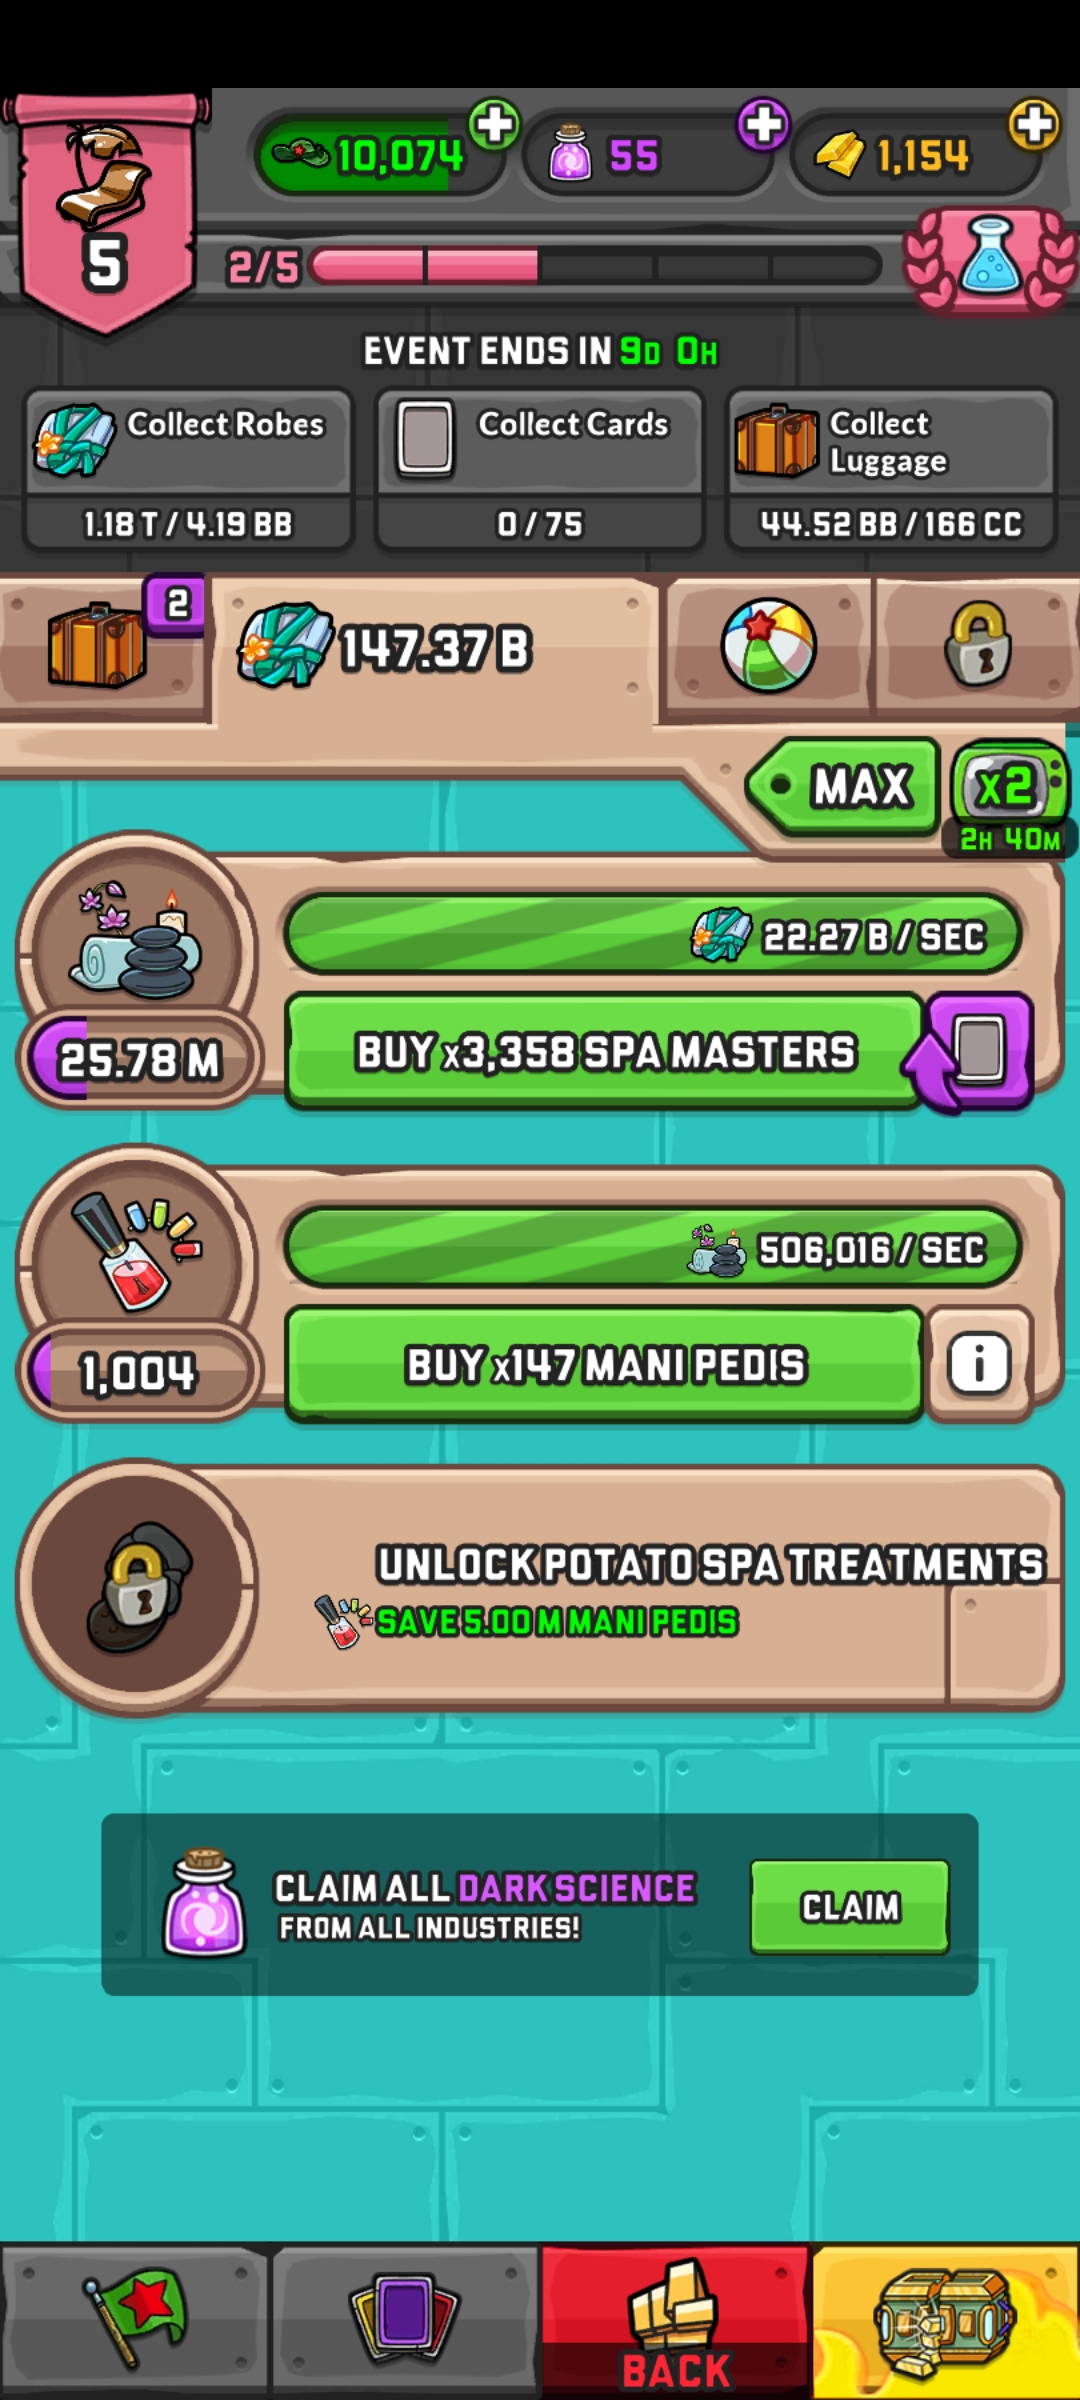 10,074
55
1,154
5
2/5
EVENT ENDS IN 9D 0H
Collect Robes
1.18 T / 4.19 BB
Collect Cards
0 / 75
Collect
Luggage
44.52 BB / 166 CC
2
147.37 B
MAX
x2
2H 40M
22.27 B / SEC
25.78 M
BUY x3,358 SPA MASTERS
506,016 / SEC
1,004
BUY x147 MANI PEDIS
i
UNLOCK POTATO SPA TREATMENTS
SAVE 5.00 M MANI PEDIS
CLAIM ALL DARK SCIENCE
FROM ALL INDUSTRIES!
CLAIM
BACK